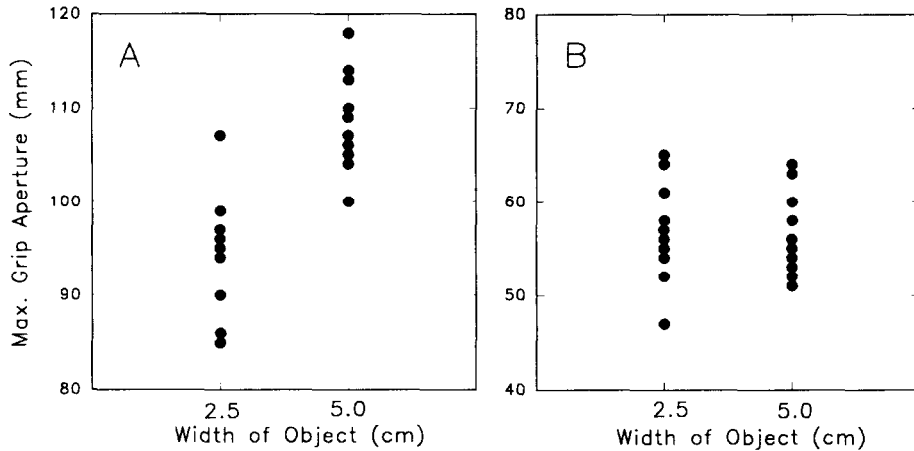 A
B
Max. Grip Aperture (mm)
120
110
100
90
80
2.5 5.0
Width of Object (cm)
80
70
60
50
40
2.5 5.0
Width of Object (cm)